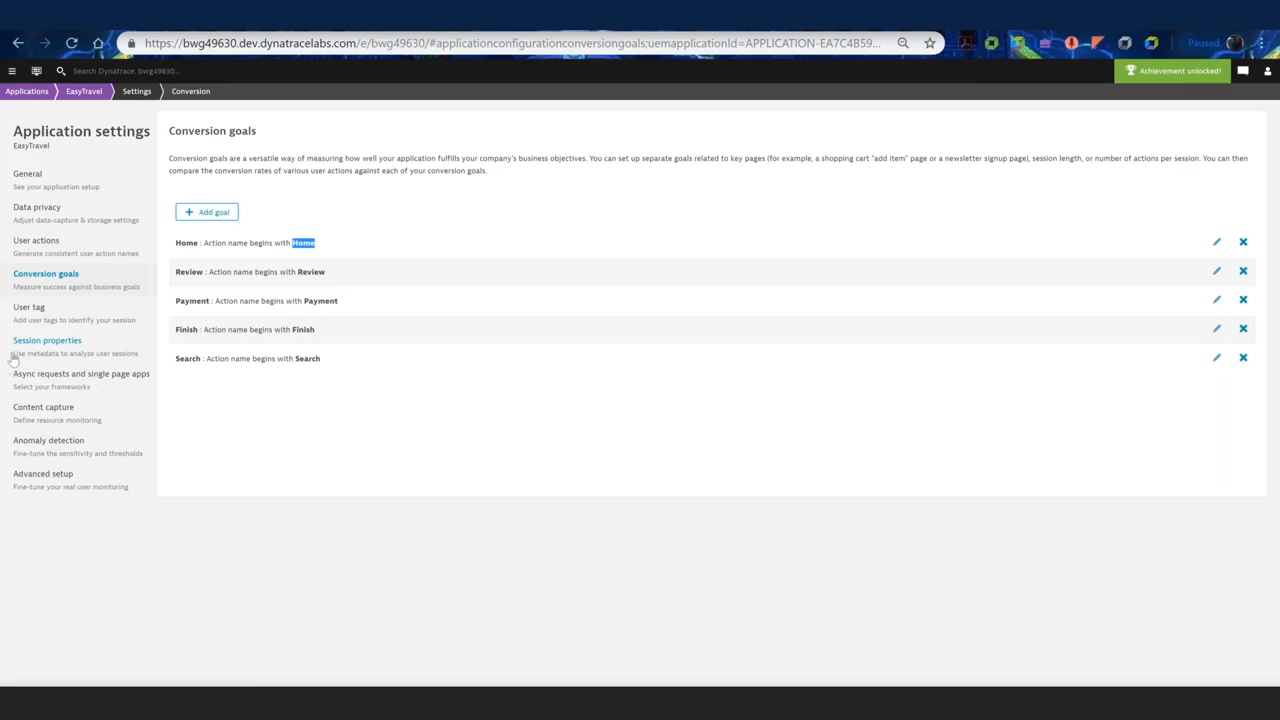 https://bwg49630.dev.dynatracelabs.com/e/bwg49630/#applicationconfigurationconversiongoals;uemapplicationId=APPLICATION-EA7C4B59...
Paused
Search Dynatrace: bwg49630...
Achievement unlocked!
Applications
EasyTravel
Settings
Conversion
Application settings
EasyTravel
General
See your application setup
Data privacy
Adjust data-capture & storage settings
User actions
Generate consistent user action names
Conversion goals
Measure success against business goals
User tag
Add user tags to identify your session
Session properties
Use metadata to analyze user sessions
Async requests and single page apps
Select your frameworks
Content capture
Define resource monitoring
Anomaly detection
Fine-tune the sensitivity and thresholds
Advanced setup
Fine-tune your real user monitoring
Conversion goals
Conversion goals are a versatile way of measuring how well your application fulfills your company's business objectives. You can set up separate goals related to key pages (for example, a shopping cart "add item" page or a newsletter signup page), session length, or number of actions per session. You can then
compare the conversion rates of various user actions against each of your conversion goals.
Add goal
Home : Action name begins with Home
Review : Action name begins with Review
Payment : Action name begins with Payment
Finish : Action name begins with Finish
Search : Action name begins with Search